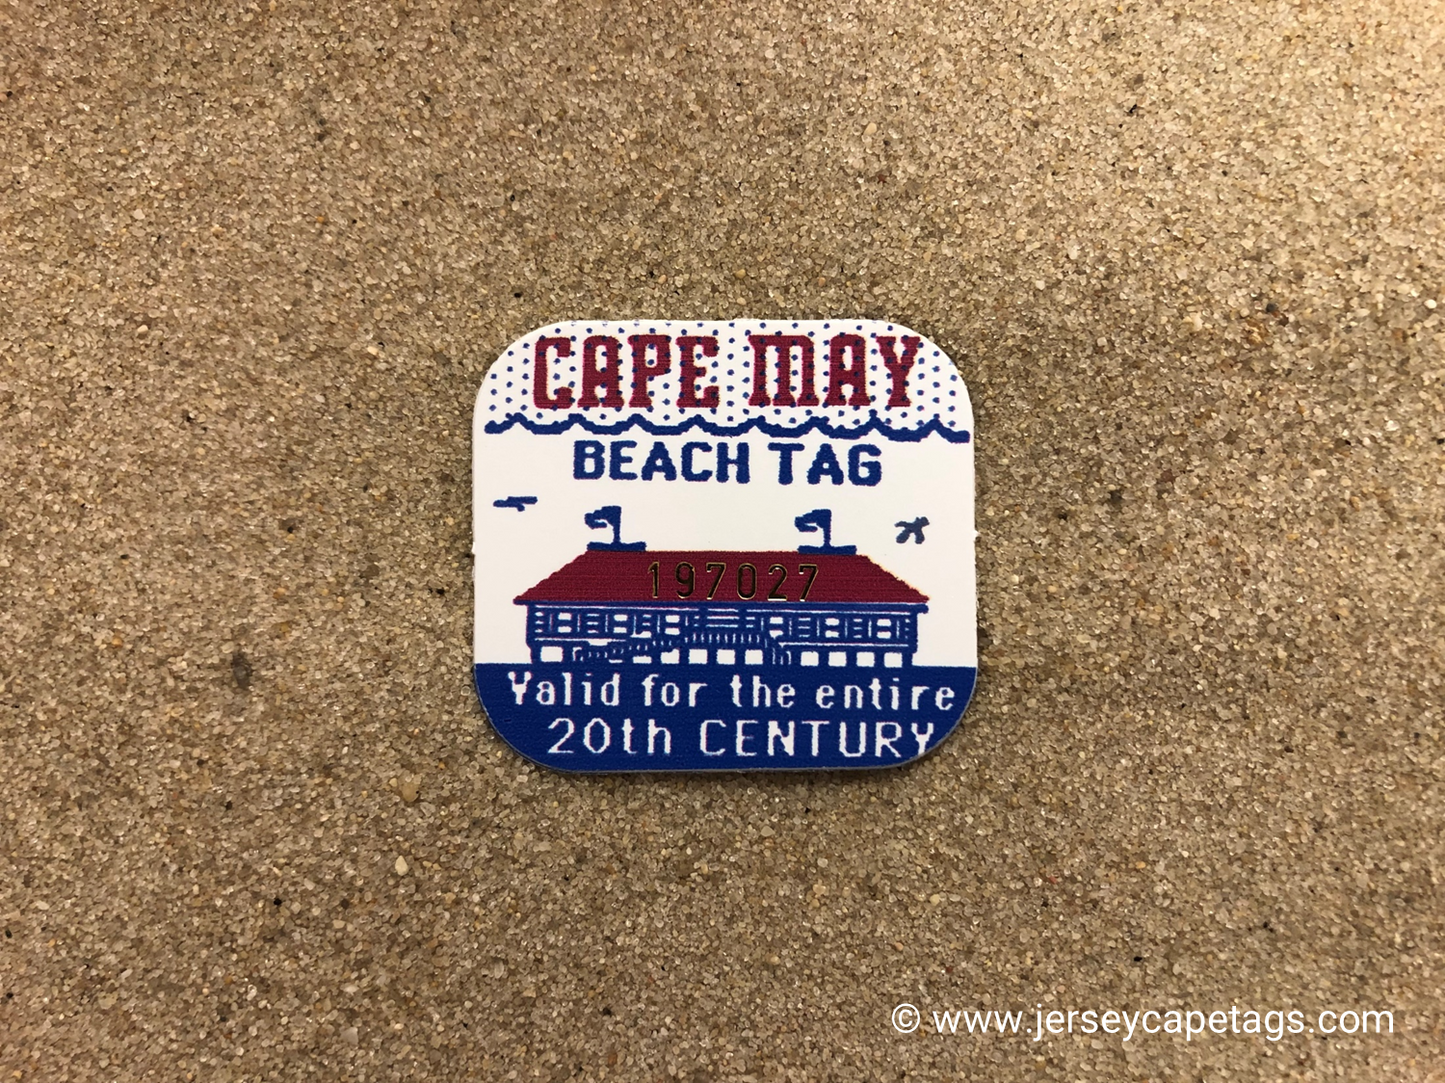 CAPE MAY
BEACH TAG
197027
Valid for the entire
20th CENTURY
© www.jerseycapetags.com